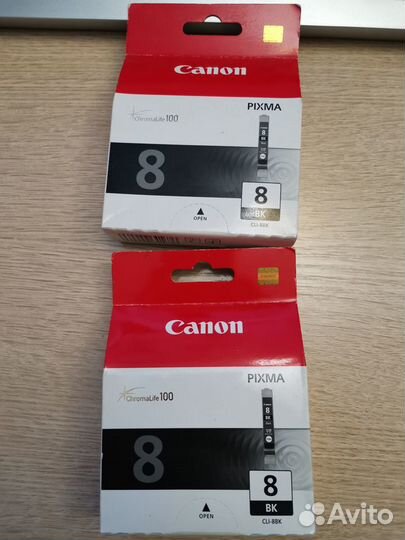 Canon
PIXMA
ChromaLife100
8
8
BK
OPEN
CLI-8BK
Canon
PIXMA
ChromaLife100
8
8
BK
OPEN
CLI-8BK
Avito